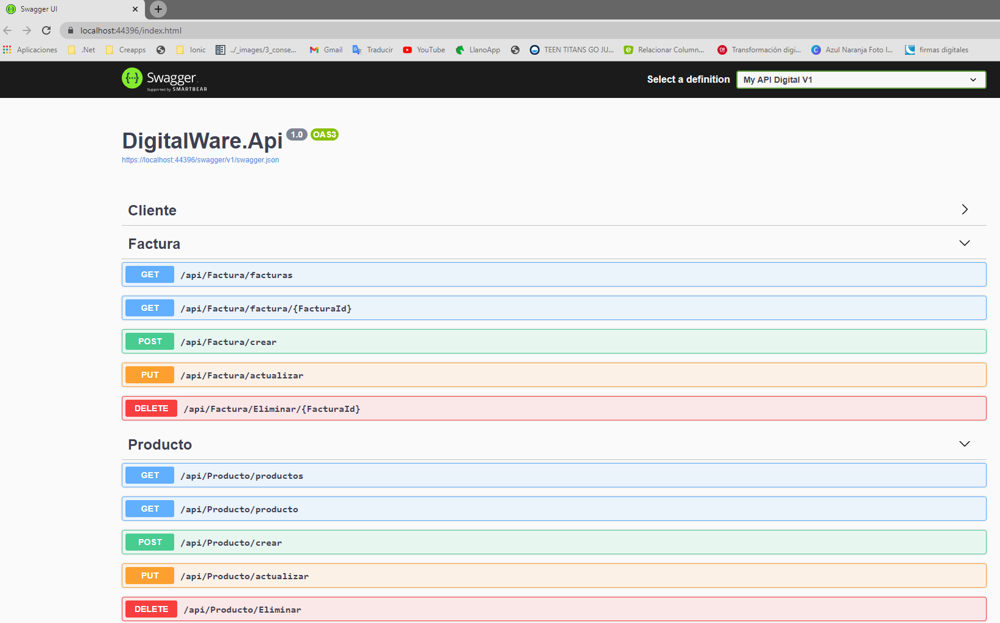 Swagger UI
localhost:44396/index.html
Aplicaciones .Net Creapps Ionic ../_images/3_conse... Gmail Traducir YouTube LlanoApp TEEN TITANS GO JU... Relacionar Column... Transformación digi... Azul Naranja Foto I... firmas digitales
Swagger
Supported by SMARTBEAR
Select a definition My API Digital V1
DigitalWare.Api 1.0 OAS3
https://localhost:44396/swagger/v1/swagger.json
Cliente
Factura
GET /api/Factura/facturas
GET /api/Factura/factura/{FacturaId}
POST /api/Factura/crear
PUT /api/Factura/actualizar
DELETE /api/Factura/Eliminar/{FacturaId}
Producto
GET /api/Producto/productos
GET /api/Producto/producto
POST /api/Producto/crear
PUT /api/Producto/actualizar
DELETE /api/Producto/Eliminar